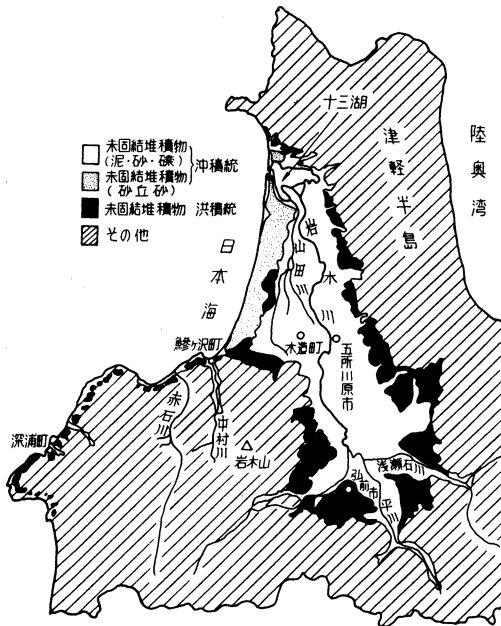 十三湖
津軽半島
陸奥湾
未固結堆積物
(泥・砂・礫)
沖積統
未固結堆積物
(砂丘砂)
未固結堆積物 洪積統
その他
日本海
岩木川
山田川
木造町
五所川原市
鰺ヶ沢町
赤石川
中村川
岩木山
深浦町
浅瀬石川
弘前市
平川